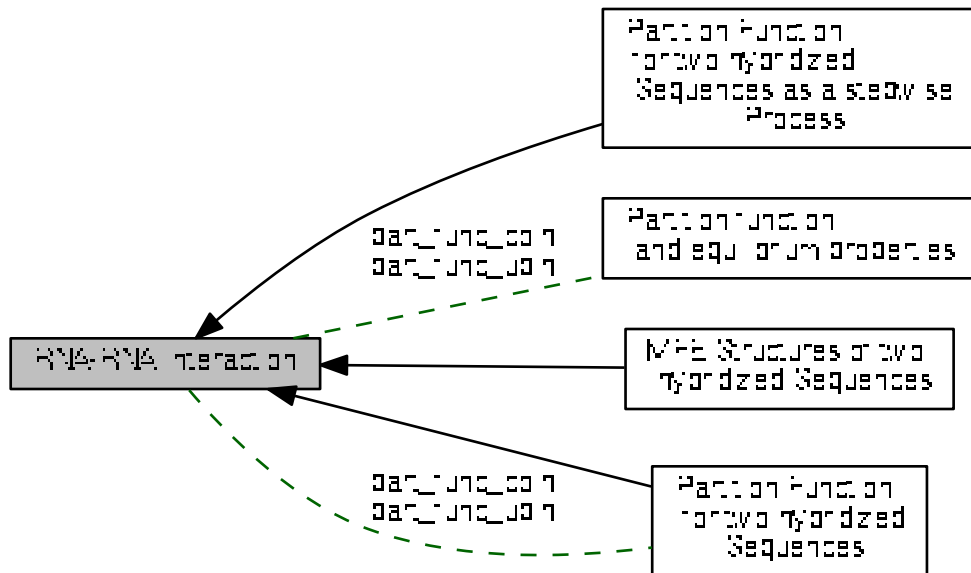 Partition Function
for two hybridized
Sequences as a stepwise
Process
Partition function
and equilibrium properties
part_func_co.h
part_func_up.h
RNA-RNA interaction
MFE Structures of two
hybridized Sequences
part_func_co.h
part_func_up.h
Partition Function
for two hybridized
Sequences